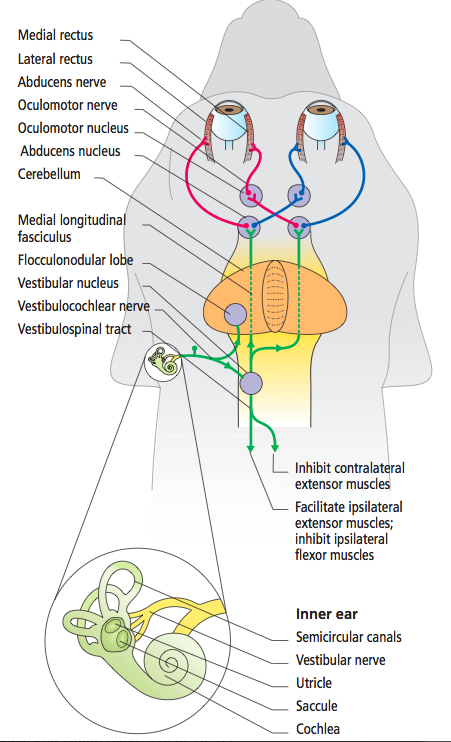 Medial rectus
Lateral rectus
Abducens nerve
Oculomotor nerve
Oculomotor nucleus
Abducens nucleus
Cerebellum
Medial longitudinal
fasciculus
Flocculonodular lobe
Vestibular nucleus
Vestibulocochlear nerve
Vestibulospinal tract
Inhibit contralateral
extensor muscles
Facilitate ipsilateral
extensor muscles;
inhibit ipsilateral
flexor muscles
Inner ear
Semicircular canals
Vestibular nerve
Utricle
Saccule
Cochlea